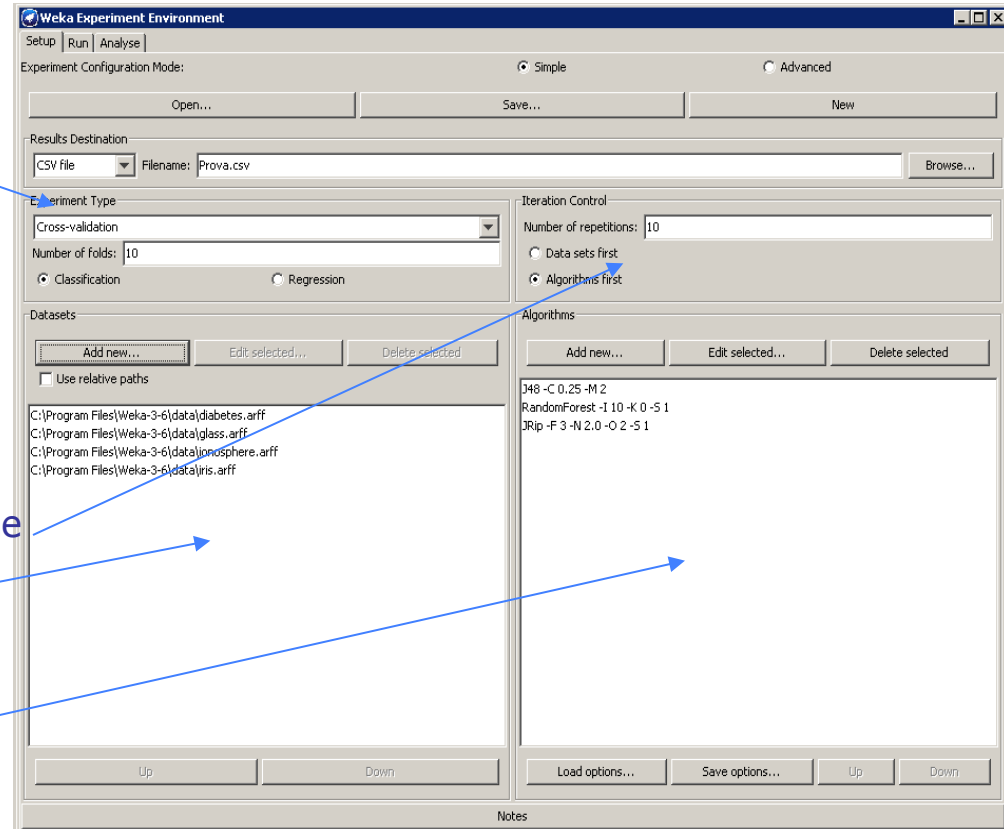 Weka Experiment Environment
Setup Run Analyse
Experiment Configuration Mode: Simple Advanced
Open... Save... New
Results Destination
CSV file Filename: Prova.csv Browse...
Experiment Type
Cross-validation
Number of folds: 10
Classification Regression
Iteration Control
Number of repetitions: 10
Data sets first
Algorithms first
Datasets
Add new... Edit selected... Delete selected
Use relative paths
C:\Program Files\Weka-3-6\data\diabetes.arff
C:\Program Files\Weka-3-6\data\glass.arff
C:\Program Files\Weka-3-6\data\ionosphere.arff
C:\Program Files\Weka-3-6\data\iris.arff
Up Down
Algorithms
Add new... Edit selected... Delete selected
J48 -C 0.25 -M 2
RandomForest -I 10 -K 0 -S 1
JRip -F 3 -N 2.0 -O 2 -S 1
Load options... Save options... Up Down
Notes
e